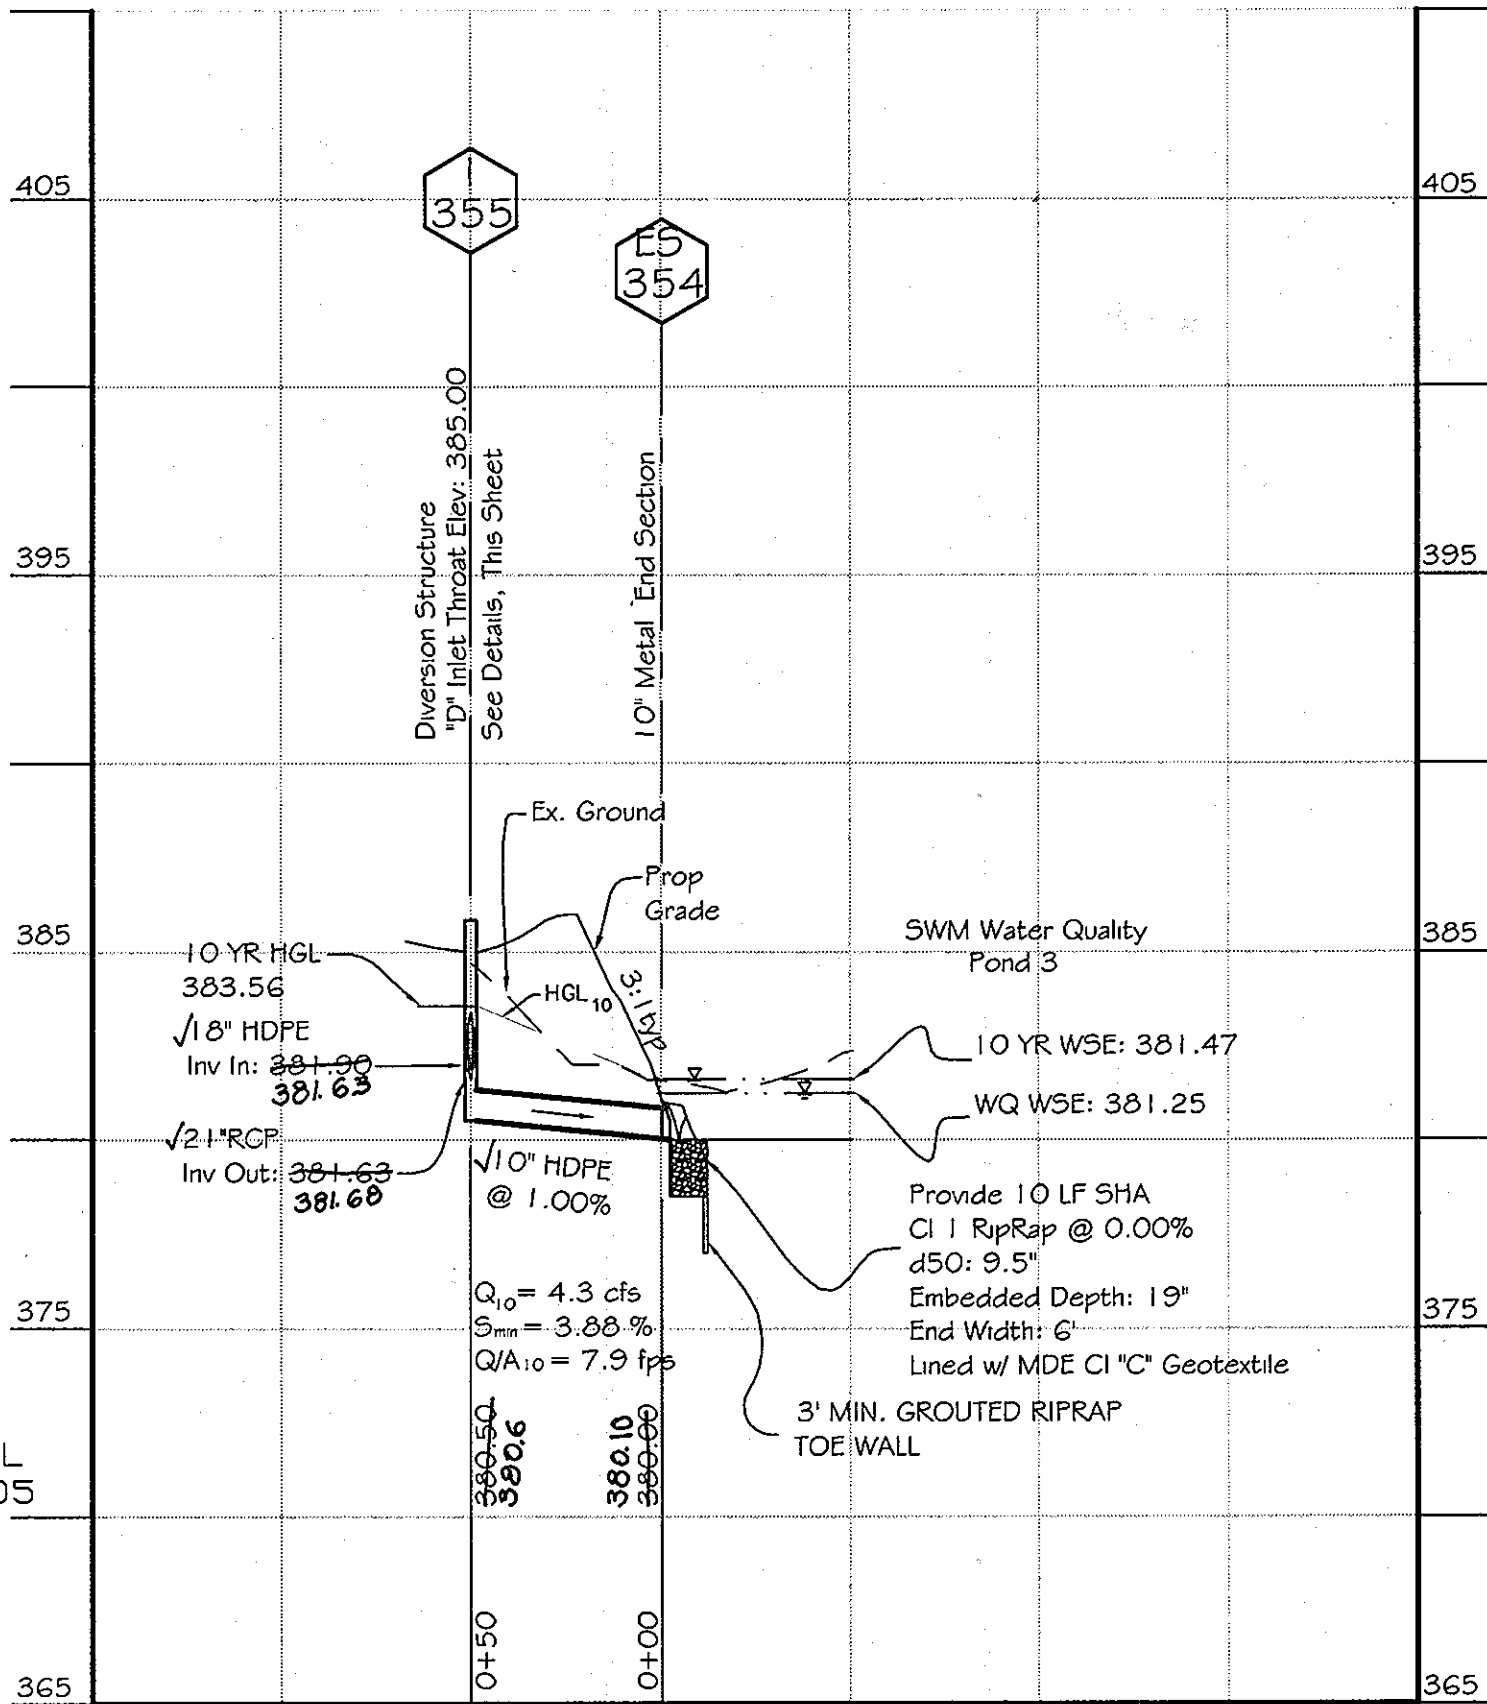 I
355
ES
354
405
405
Diversion Structure
"D" Inlet Throat Elev: 385.00
See Details, This Sheet
10" Metal End Section
395
395
Ex. Ground
Prop
Grade
385
385
10 YR HGL
383.56
HGL10
3:1 typ
SWM Water Quality
Pond 3
√18" HDPE
Inv In: 381.90
381.63
10 YR WSE: 381.47
WQ WSE: 381.25
√21" RCP
Inv Out: 381.63
381.68
√10" HDPE
@ 1.00%
Provide 10 LF SHA
Cl 1 RipRap @ 0.00%
d50: 9.5"
Embedded Depth: 19"
End Width: 6'
Lined w/ MDE Cl "C" Geotextile
Q10= 4.3 cfs
Smin= 3.88 %
Q/A10= 7.9 fps
375
375
3' MIN. GROUTED RIPRAP
TOE WALL
380.50
380.6
380.10
380.00
L
05
0+50
0+00
365
365